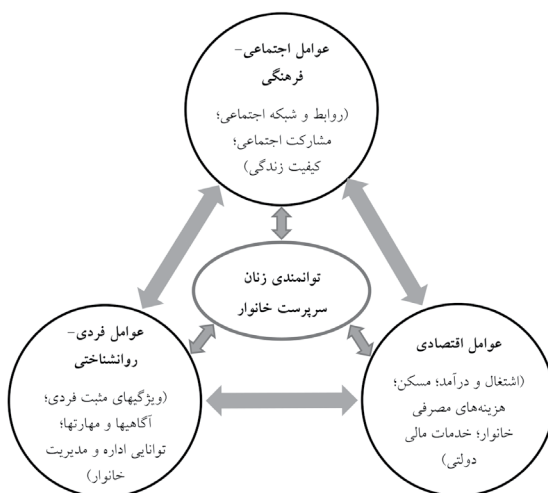 عوامل اجتماعی-
فرهنگی
(روابط و شبکه اجتماعی؛
مشارکت اجتماعی؛
کیفیت زندگی)
توانمندی زنان
سرپرست خانوار
عوامل اقتصادی
(اشتغال و درآمد؛ مسکن؛
هزینه‌های مصرفی
خانوار؛ خدمات مالی
دولتی)
عوامل فردی-
روانشناختی
(ویژگیهای مثبت فردی؛
آگاهیها و مهارتها؛
توانایی اداره و مدیریت
خانوار)